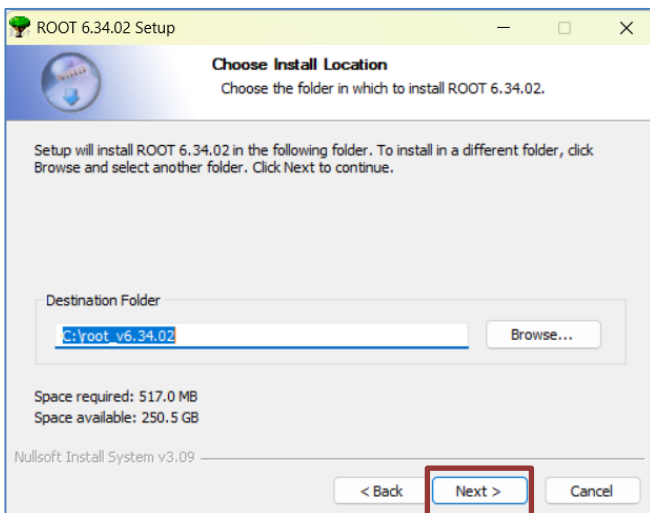 ROOT 6.34.02 Setup
Choose Install Location
Choose the folder in which to install ROOT 6.34.02.
Setup will install ROOT 6.34.02 in the following folder. To install in a different folder, click
Browse and select another folder. Click Next to continue.
Destination Folder
C:\root_v6.34.02
Browse...
Space required: 517.0 MB
Space available: 250.5 GB
Nullsoft Install System v3.09
< Back
Next >
Cancel